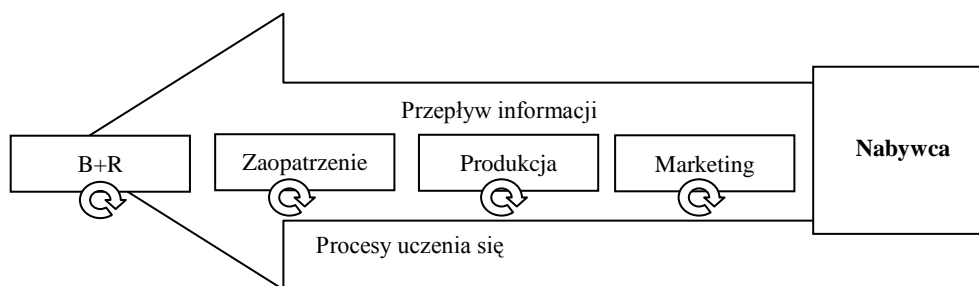 Przepływ informacji
B+R
Zaopatrzenie
Produkcja
Marketing
Nabywca
Procesy uczenia się